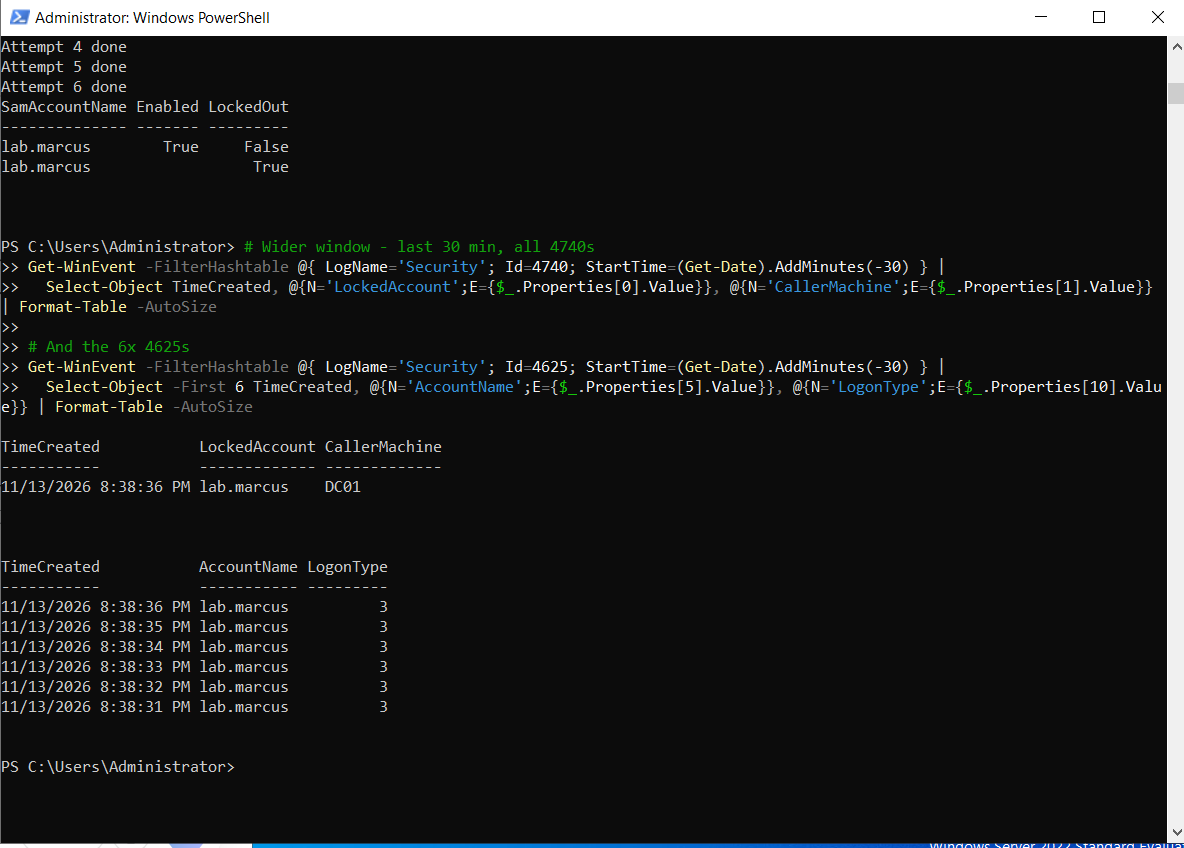 Administrator: Windows PowerShell
Attempt 4 done
Attempt 5 done
Attempt 6 done
SamAccountName Enabled LockedOut
-------------- ------- ---------
lab.marcus        True     False
lab.marcus                  True
PS C:\Users\Administrator> # Wider window - last 30 min, all 4740s
>> Get-WinEvent -FilterHashtable @{ LogName='Security'; Id=4740; StartTime=(Get-Date).AddMinutes(-30) } |
>>   Select-Object TimeCreated, @{N='LockedAccount';E={$_.Properties[0].Value}}, @{N='CallerMachine';E={$_.Properties[1].Value}}
| Format-Table -AutoSize
>>
>> # And the 6x 4625s
>> Get-WinEvent -FilterHashtable @{ LogName='Security'; Id=4625; StartTime=(Get-Date).AddMinutes(-30) } |
>>   Select-Object -First 6 TimeCreated, @{N='AccountName';E={$_.Properties[5].Value}}, @{N='LogonType';E={$_.Properties[10].Valu
e}} | Format-Table -AutoSize
TimeCreated           LockedAccount CallerMachine
-----------           ------------- -------------
11/13/2026 8:38:36 PM lab.marcus    DC01
TimeCreated           AccountName LogonType
-----------           ----------- ---------
11/13/2026 8:38:36 PM lab.marcus          3
11/13/2026 8:38:35 PM lab.marcus          3
11/13/2026 8:38:34 PM lab.marcus          3
11/13/2026 8:38:33 PM lab.marcus          3
11/13/2026 8:38:32 PM lab.marcus          3
11/13/2026 8:38:31 PM lab.marcus          3
PS C:\Users\Administrator>
Windows Server 2022 Standard